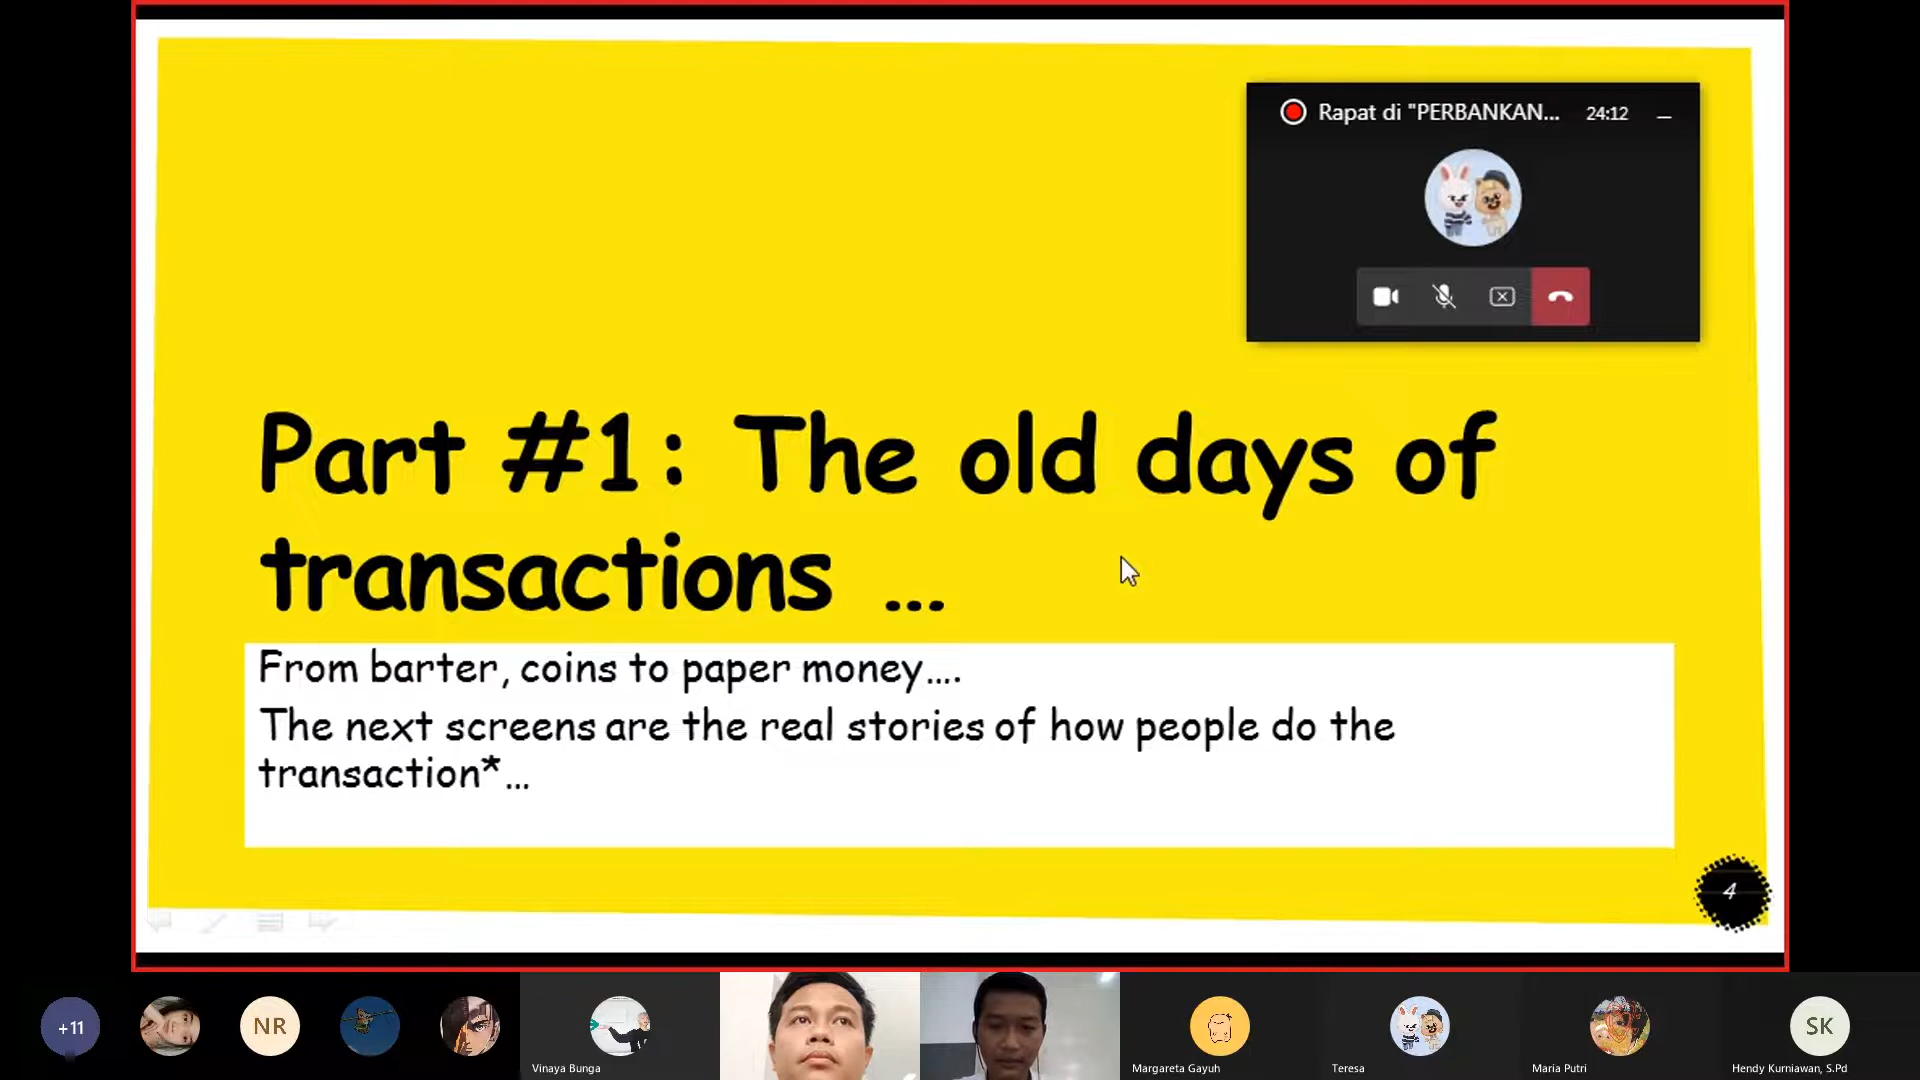 Rapat di "PERBANKAN...
24:12
Part #1: The old days of
transactions ...
From barter, coins to paper money....
The next screens are the real stories of how people do the
transaction*...
4
+11
NR
Vinaya Bunga
Margareta Gayuh
Teresa
Maria Putri
SK
Hendy Kurniawan, S.Pd